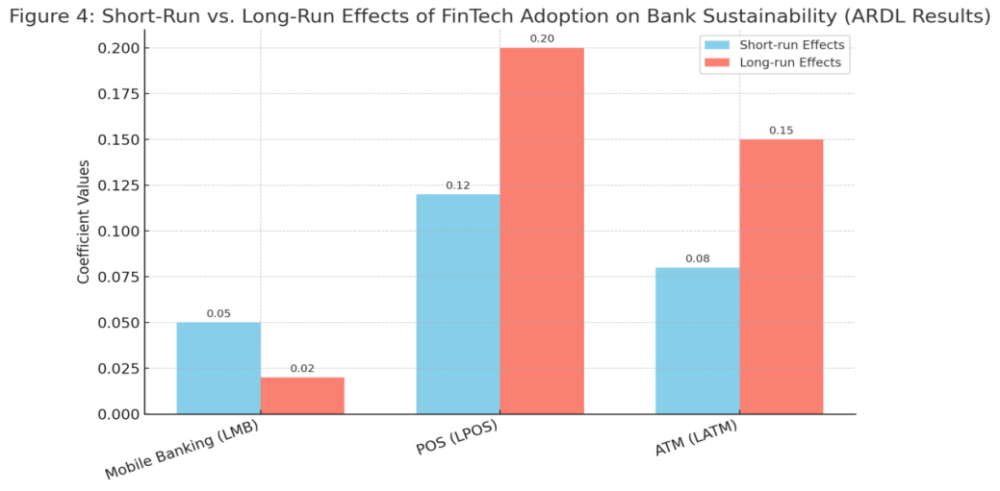 Figure 4: Short-Run vs. Long-Run Effects of FinTech Adoption on Bank Sustainability (ARDL Results)
Short-run Effects
Long-run Effects
Coefficient Values
0.200
0.175
0.150
0.125
0.100
0.075
0.050
0.025
0.000
0.05
0.02
0.12
0.20
0.08
0.15
Mobile Banking (LMB)
POS (LPOS)
ATM (LATM)